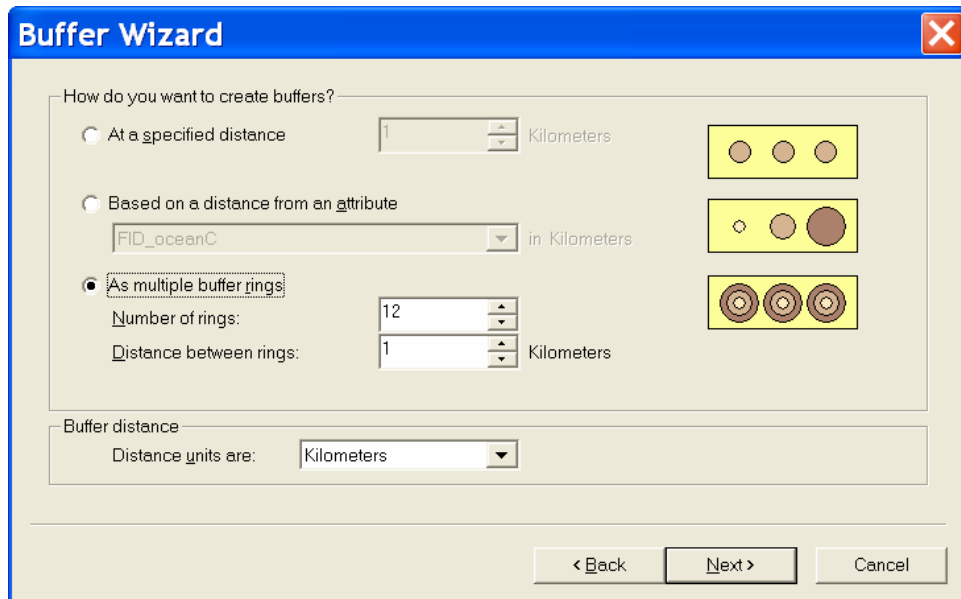 Buffer Wizard
How do you want to create buffers?
At a specified distance 1 Kilometers
Based on a distance from an attribute
FID_oceanC in Kilometers
As multiple buffer rings
Number of rings: 12
Distance between rings: 1 Kilometers
Buffer distance
Distance units are: Kilometers
< Back Next > Cancel